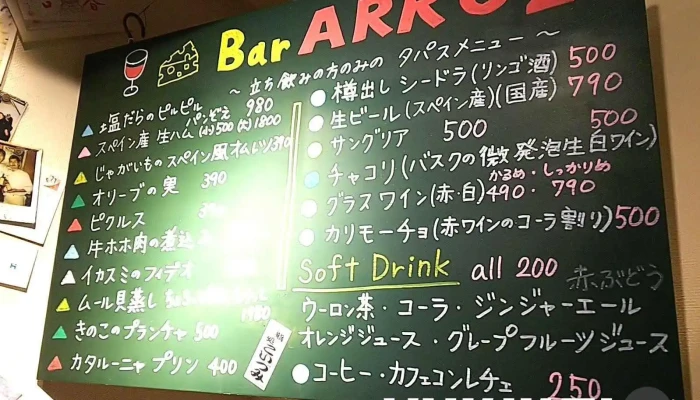 Bar ARROZ
～ 立ち飲みの方のみの タパスメニュー ～
塩だらのピルピル パンぞえ 980
スペイン産 生ハム (小)500 (大)1800
じゃがいものスペイン風オムレツ 390
オリーブの実 390
ピクルス
牛ホホ肉の煮込
イカスミのフィデオ
ムール貝蒸し 1980
きのこのプランチャ 500
カタルーニャ プリン 400
樽出し シードラ(リンゴ酒) 500
生ビール(スペイン産)(国産) 790
500
サングリア 500
チャコリ(バスクの微発泡生白ワイン)
かるめ・しっかりめ
グラスワイン(赤・白) 490・790
カリモーチョ(赤ワインのコーラ割り) 500
Soft Drink all 200 赤ぶどう
ウーロン茶・コーラ・ジンジャーエール
オレンジジュース・グレープフルーツジュース
コーヒー・カフェコンレチェ
250